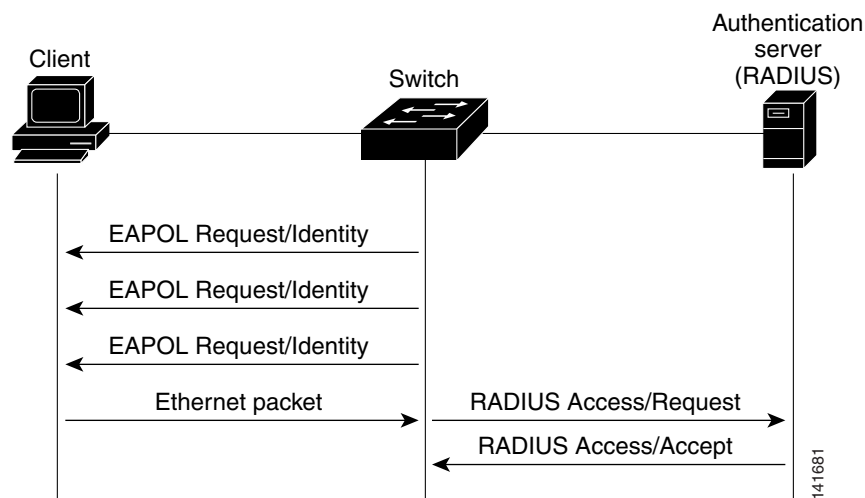 Client
Switch
Authentication
server
(RADIUS)
EAPOL Request/Identity
EAPOL Request/Identity
EAPOL Request/Identity
Ethernet packet
RADIUS Access/Request
RADIUS Access/Accept
141681